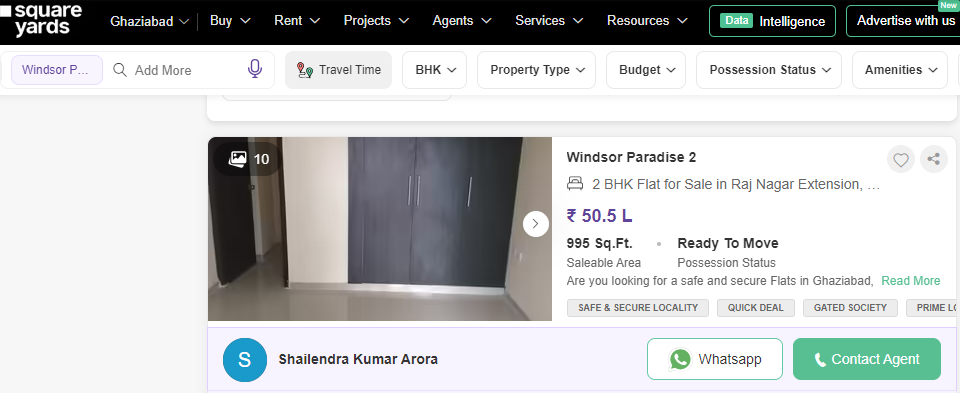 square yards
Ghaziabad
Buy
Rent
Projects
Agents
Services
Resources
Data Intelligence
Advertise with us
New
Windsor P...
Add More
Travel Time
BHK
Property Type
Budget
Possession Status
Amenities
10
Windsor Paradise 2
2 BHK Flat for Sale in Raj Nagar Extension, ...
₹ 50.5 L
995 Sq.Ft. • Ready To Move
Saleable Area Possession Status
Are you looking for a safe and secure Flats in Ghaziabad, Read More
SAFE & SECURE LOCALITY
QUICK DEAL
GATED SOCIETY
PRIME LO
S
Shailendra Kumar Arora
Whatsapp
Contact Agent